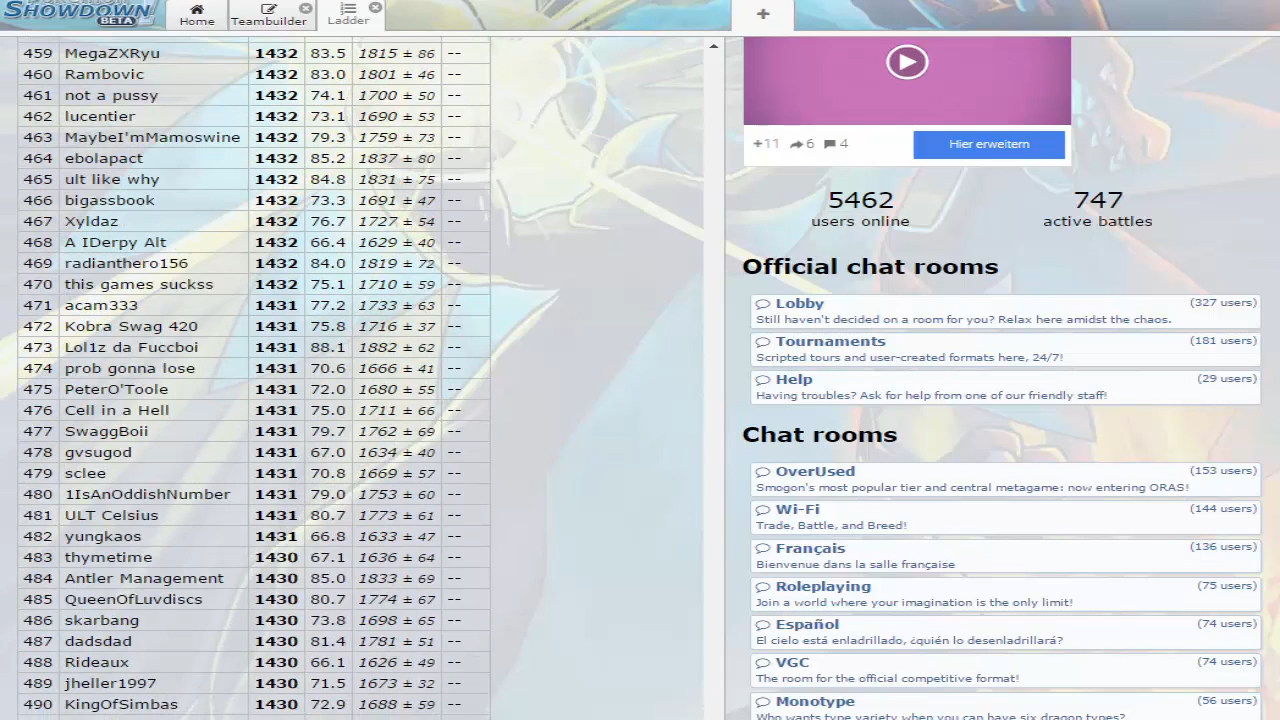 SHOWDOWN
BETA
Home
Teambuilder
Ladder
459 MegaZXRyu 1432 83.5 1815 ± 86 --
460 Rambovic 1432 83.0 1801 ± 46 --
461 not a pussy 1432 74.1 1700 ± 50 --
462 lucentier 1432 73.1 1690 ± 53 --
463 MaybeI'mMamoswine 1432 79.3 1759 ± 73 --
464 ebolapact 1432 85.2 1837 ± 80 --
465 ult like why 1432 84.8 1831 ± 75 --
466 bigassbook 1432 73.3 1691 ± 47 --
467 Xyldaz 1432 76.7 1727 ± 54 --
468 A IDerpy Alt 1432 66.4 1629 ± 40 --
469 radianthero156 1432 84.0 1819 ± 72 --
470 this games suckss 1432 75.1 1710 ± 59 --
471 acam333 1431 77.2 1733 ± 63 --
472 Kobra Swag 420 1431 75.8 1716 ± 37 --
473 Lol1z da Fuccboi 1431 88.1 1882 ± 62 --
474 prob gonna lose 1431 70.6 1666 ± 41 --
475 PeterO'Toole 1431 72.0 1680 ± 55 --
476 Cell in a Hell 1431 75.0 1711 ± 66 --
477 SwaggBoii 1431 79.7 1762 ± 69 --
478 gvsugod 1431 67.0 1634 ± 40 --
479 sclee 1431 70.8 1669 ± 57 --
480 1IsAnOddishNumber 1431 79.0 1753 ± 60 --
481 ULT Celsius 1431 80.7 1773 ± 61 --
482 yungkaos 1431 66.8 1633 ± 47 --
483 thymetime 1430 67.1 1636 ± 64 --
484 Antler Management 1430 85.0 1833 ± 69 --
485 QueenOfLuvdiscs 1430 80.7 1774 ± 67 --
486 skarbang 1430 73.8 1698 ± 65 --
487 dadsdad 1430 81.4 1781 ± 51 --
488 Rideaux 1430 66.1 1626 ± 49 --
489 jheller1997 1430 71.5 1673 ± 32 --
490 KingOfSimbas 1430 72.9 1688 ± 59 --
+11 6 4 Hier erweitern
5462 747
users online active battles
Official chat rooms
Lobby (327 users)
Still haven't decided on a room for you? Relax here amidst the chaos.
Tournaments (181 users)
Scripted tours and user-created formats here, 24/7!
Help (29 users)
Having troubles? Ask for help from one of our friendly staff!
Chat rooms
OverUsed (153 users)
Smogon's most popular tier and central metagame: now entering ORAS!
Wi-Fi (144 users)
Trade, Battle, and Breed!
Français (136 users)
Bienvenue dans la salle française
Roleplaying (75 users)
Join a world where your imagination is the only limit!
Español (74 users)
El cielo está enladrillado, ¿quién lo desenladrillará?
VGC (74 users)
The room for the official competitive format!
Monotype (56 users)
Who wants type variety when you can have six dragon types?